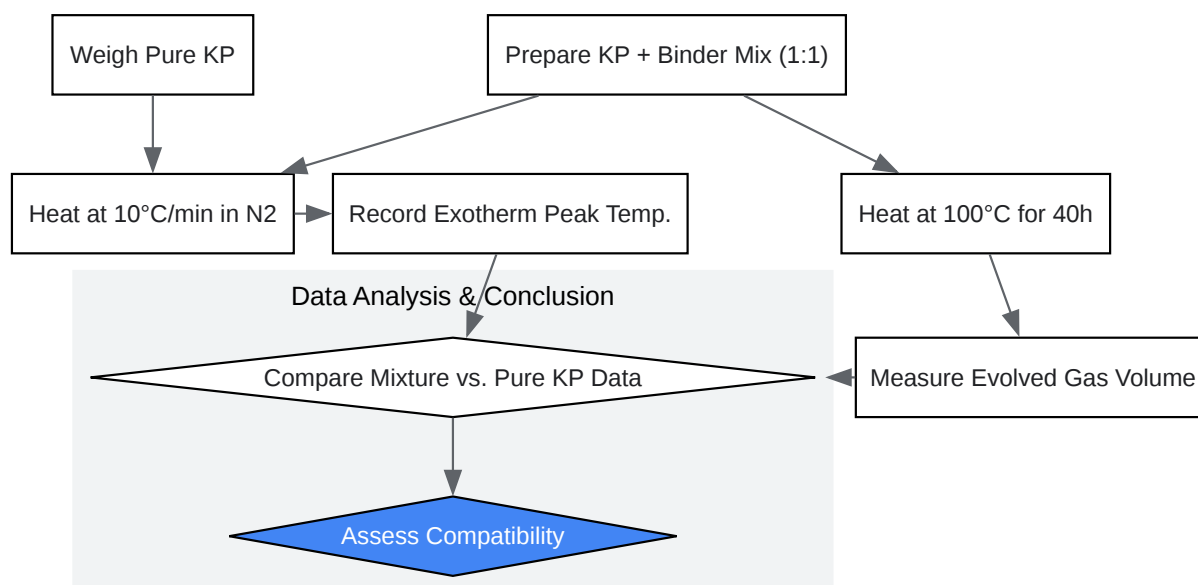 Weigh Pure KP
Prepare KP + Binder Mix (1:1)
Heat at 10°C/min in N2
Record Exotherm Peak Temp.
Heat at 100°C for 40h
Data Analysis & Conclusion
Compare Mixture vs. Pure KP Data
Measure Evolved Gas Volume
Assess Compatibility